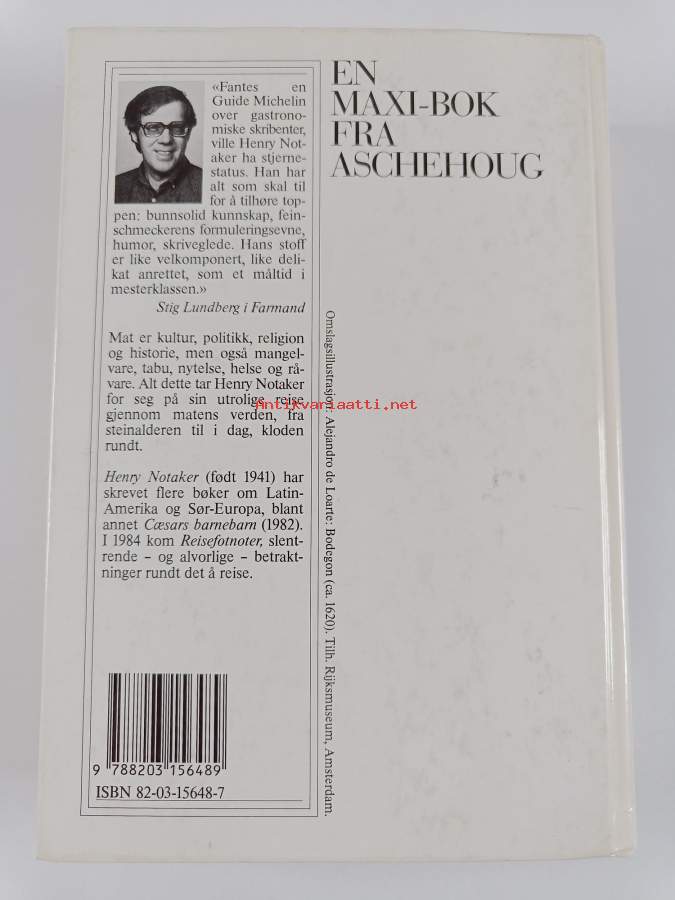 EN
MAXI-BOK
FRA
ASCHEHOUG
«Fantes en
Guide Michelin
over gastrono-
miske skribenter,
ville Henry Not-
aker ha stjerne-
status. Han har
alt som skal til
for å tilhøre top-
pen: bunnsolid kunnskap, fein-
schmeckerens formuleringsevne,
humor, skriveglede. Hans stoff
er like velkomponert, like deli-
kat anrettet, som et måltid i
mesterklassen.»
Stig Lundberg i Farmand
Mat er kultur, politikk, religion
og historie, men også mangel-
vare, tabu, nytelse, helse og rå-
vare. Alt dette tar Henry Notaker
for seg på sin utrolige reise
gjennom matens verden, fra
steinalderen til i dag, kloden
rundt.
Henry Notaker (født 1941) har
skrevet flere bøker om Latin-
Amerika og Sør-Europa, blant
annet Cæsars barnebarn (1982).
I 1984 kom Reisefotnoter, slent-
rende – og alvorlige – betrakt-
ninger rundt det å reise.
9 788203 156489
ISBN 82-03-15648-7
Omslagsillustrasjon: Alejandro de Loarte: Bodegon (ca. 1620). Tilh. Rijksmuseum, Amsterdam.
Antikvariaatti.net